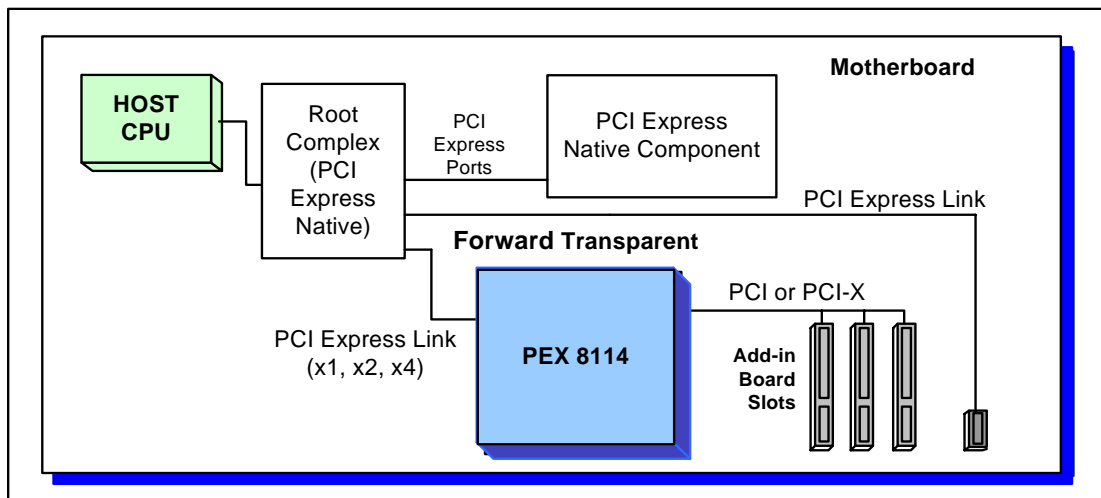 Motherboard
HOST
CPU
Root
Complex
(PCI
Express
Native)
PCI
Express
Ports
PCI Express
Native Component
PCI Express Link
Forward Transparent
PCI or PCI-X
PCI Express Link
(x1, x2, x4)
PEX 8114
Add-in
Board
Slots